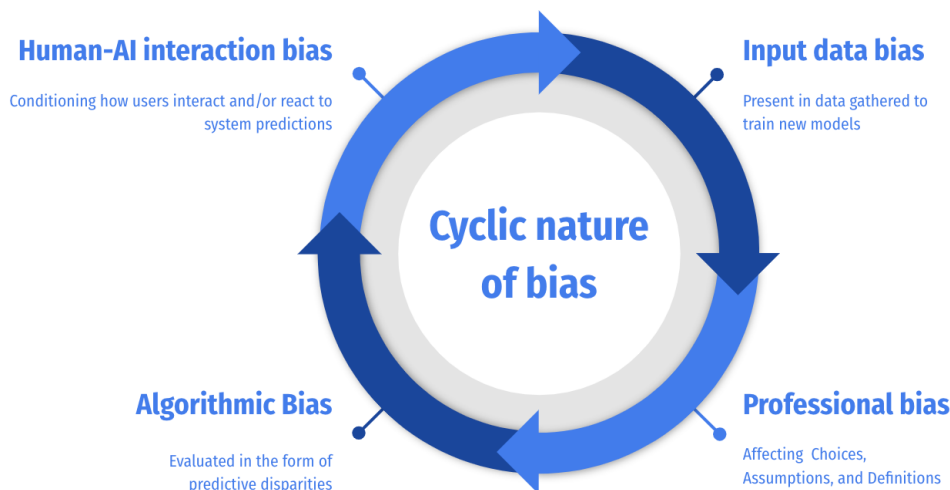 Human-AI interaction bias
Conditioning how users interact and/or react to
system predictions
Input data bias
Present in data gathered to
train new models
Cyclic nature
of bias
Algorithmic Bias
Evaluated in the form of
predictive disparities
Professional bias
Affecting Choices,
Assumptions, and Definitions